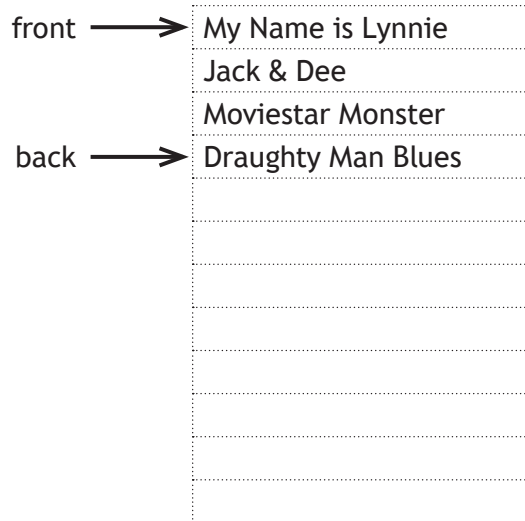 front My Name is Lynnie
Jack & Dee
Moviestar Monster
back Draughty Man Blues